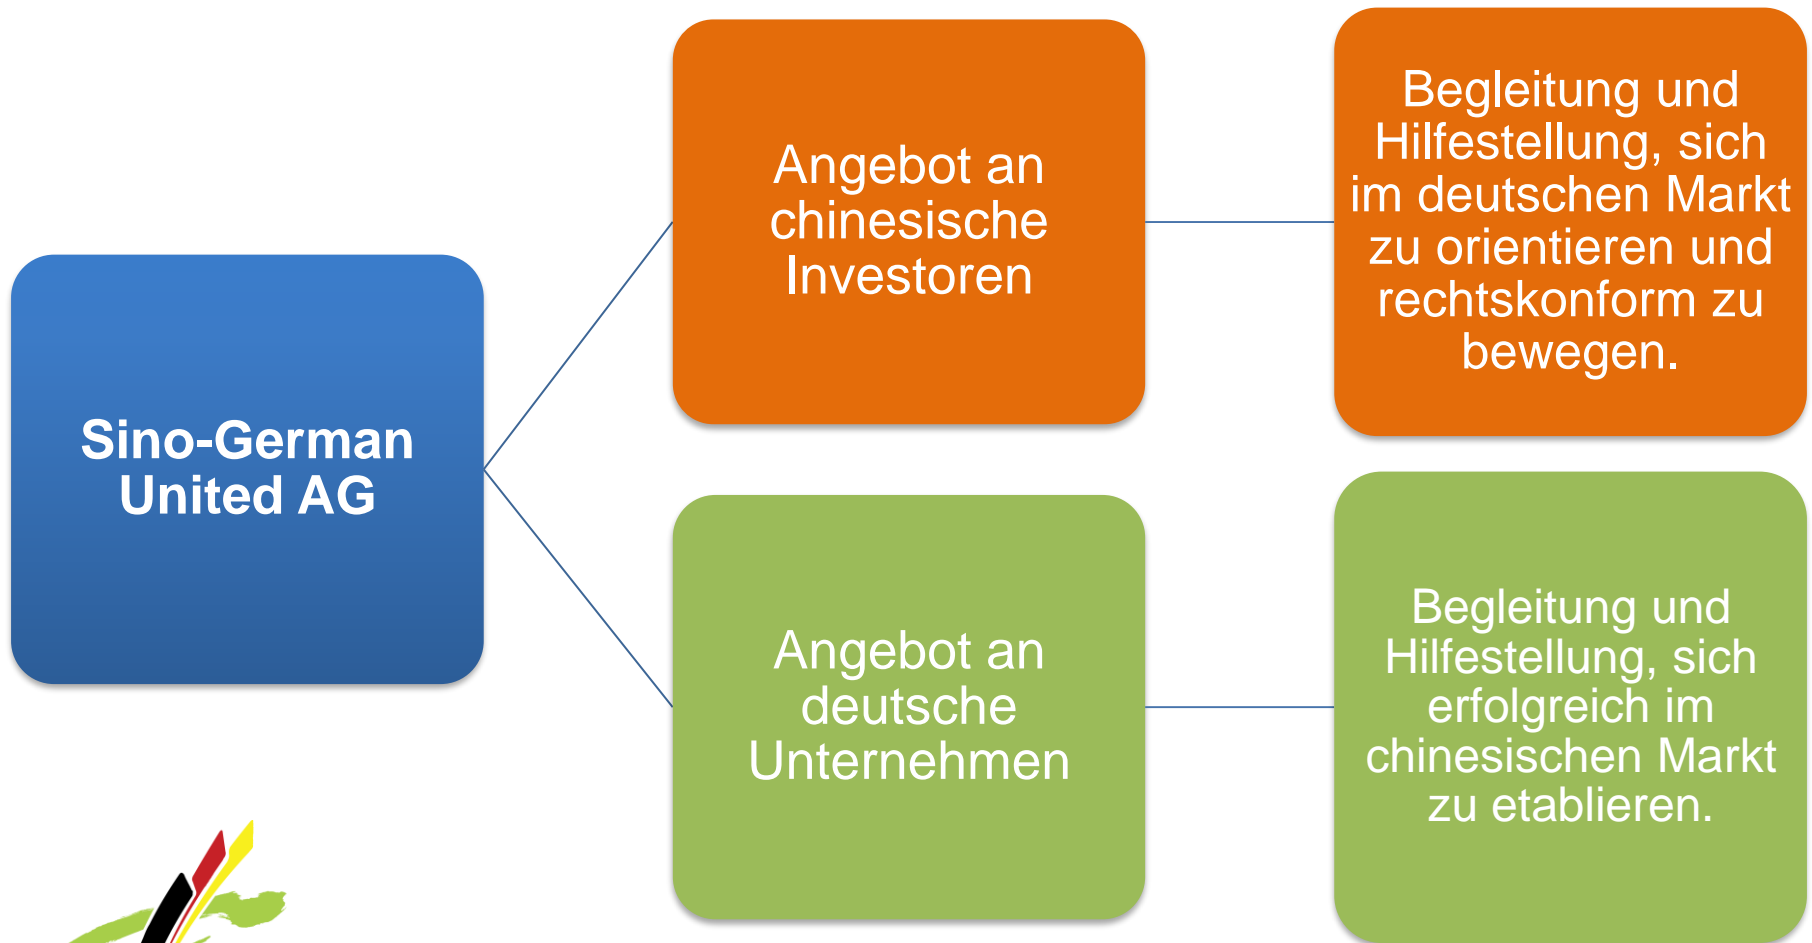 Sino-German
United AG
Angebot an
chinesische
Investoren
Begleitung und
Hilfestellung, sich
im deutschen Markt
zu orientieren und
rechtskonform zu
bewegen.
Angebot an
deutsche
Unternehmen
Begleitung und
Hilfestellung, sich
erfolgreich im
chinesischen Markt
zu etablieren.